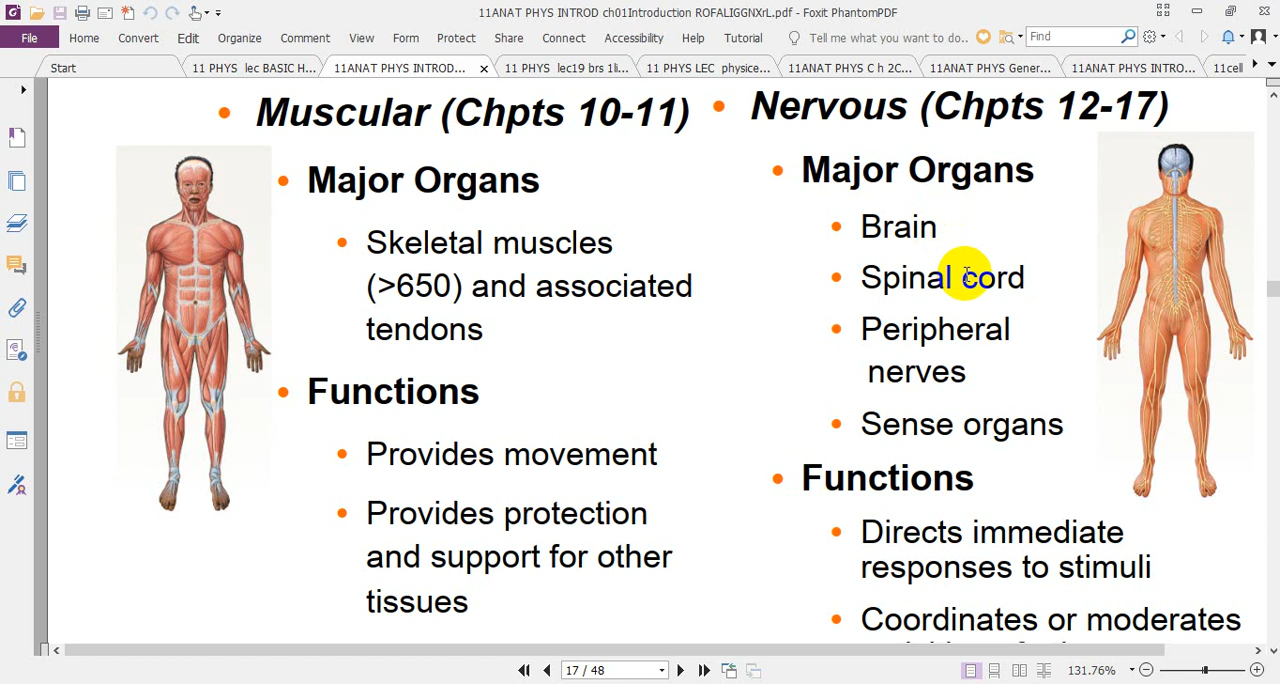 11ANAT PHYS INTROD ch01Introduction ROFALIGGNXL.pdf - Foxit PhantomPDF
File Home Convert Edit Organize Comment View Form Protect Share Connect Accessibility Help Tutorial Tell me what you want to do.. Find
Start 11 PHYS lec BASIC H... 11ANAT PHYS INTROD... 11 PHYS lec19 brs 1li... 11 PHYS LEC physice... 11ANAT PHYS C h 2C... 11ANAT PHYS Gener... 11ANAT PHYS INTRO... 11cell
Muscular (Chpts 10-11)
Major Organs
Skeletal muscles
(>650) and associated
tendons
Functions
Provides movement
Provides protection
and support for other
tissues
Nervous (Chpts 12-17)
Major Organs
Brain
Spinal cord
Peripheral
nerves
Sense organs
Functions
Directs immediate
responses to stimuli
Coordinates or moderates
17 / 48
131.76%